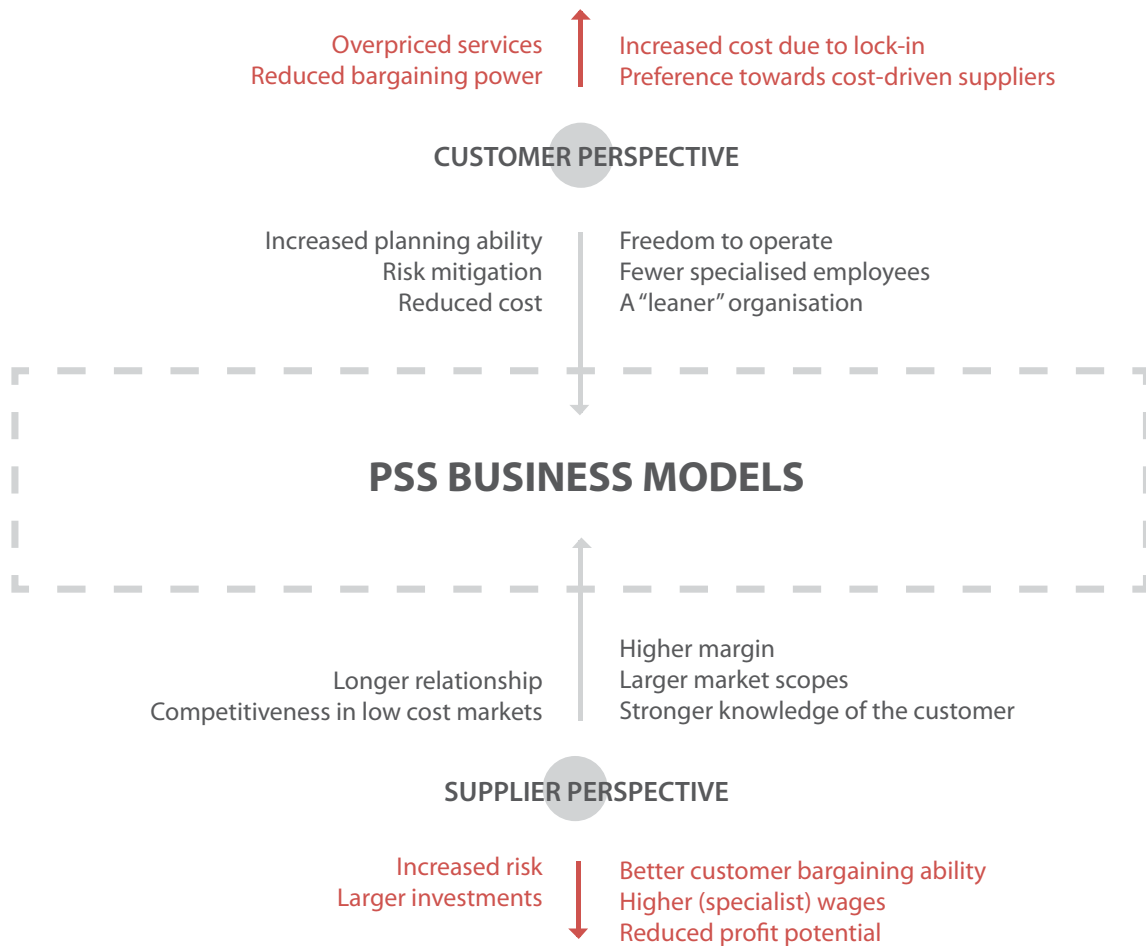 Overpriced services
Reduced bargaining power
Increased cost due to lock-in
Preference towards cost-driven suppliers
CUSTOMER PERSPECTIVE
Increased planning ability
Risk mitigation
Reduced cost
Freedom to operate
Fewer specialised employees
A “leaner” organisation
PSS BUSINESS MODELS
Longer relationship
Competitiveness in low cost markets
Higher margin
Larger market scopes
Stronger knowledge of the customer
SUPPLIER PERSPECTIVE
Increased risk
Larger investments
Better customer bargaining ability
Higher (specialist) wages
Reduced profit potential